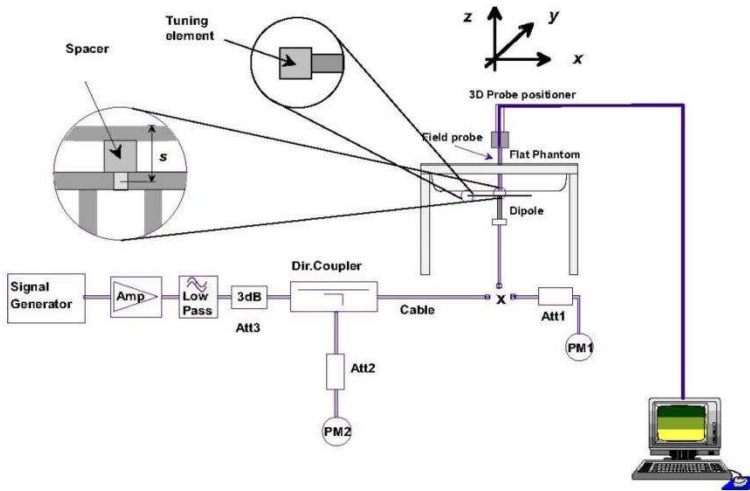 Tuning
element
Spacer
s
z
y
x
3D Probe positioner
Field probe
Flat Phantom
Dipole
Signal
Generator
Amp
Low
Pass
3dB
Att3
Dir.Coupler
Cable
x
Att1
PM1
Att2
PM2